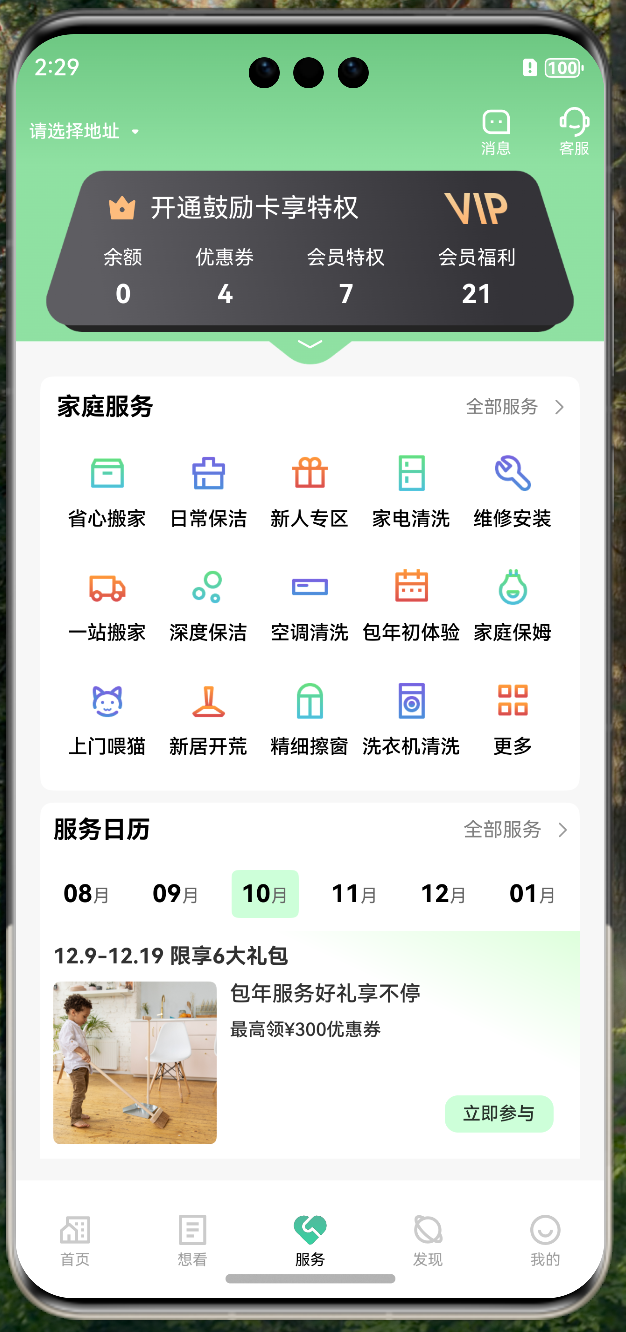 2:29
100
请选择地址
消息
客服
开通鼓励卡享特权
VIP
余额 优惠券 会员特权 会员福利
0 4 7 21
家庭服务
全部服务
省心搬家 日常保洁 新人专区 家电清洗 维修安装
一站搬家 深度保洁 空调清洗 包年初体验 家庭保姆
上门喂猫 新居开荒 精细擦窗 洗衣机清洗 更多
服务日历
全部服务
08月 09月 10月 11月 12月 01月
12.9-12.19 限享6大礼包
包年服务好礼享不停
最高领¥300优惠券
立即参与
首页 想看 服务 发现 我的